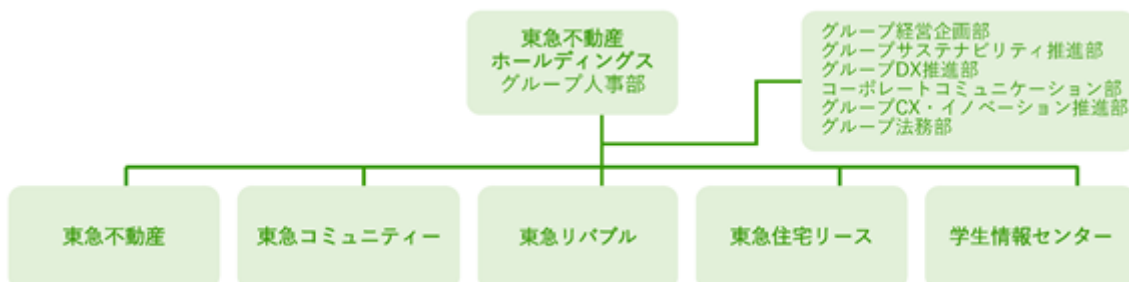 東急不動産
ホールディングス
グループ人事部
グループ経営企画部
グループサステナビリティ推進部
グループDX推進部
コーポレートコミュニケーション部
グループCX・イノベーション推進部
グループ法務部
東急不動産
東急コミュニティー
東急リバブル
東急住宅リース
学生情報センター